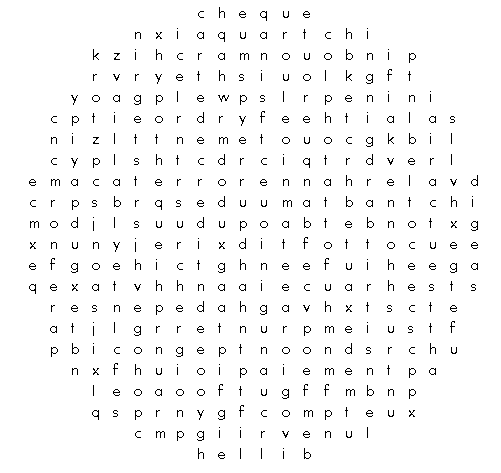 c h e q u e
n x i a q u a r t c h i
k z i h c r a m n o u o b n i p
r v r y e t h s i u o l k g f t
y o a g p l e w p s l r p e n i n i
c p t i e o r d r y f e e h t i a l a s
n i z l t t n e m e t o u o c g k b i l
c y p l s h t c d r c i q t r d v e r l
e m a c a t e r r o r e n n a h r e l a v d
c r p s b r q s e d u u m a t b a n t c h i
m o d j l s u u d u p o a b t e b n o t x g
x n u n y j e r i x d i t f o t t o c u e e
e f g o e h i c t g h n e e f u i h e e g a
q e x a t v h h n a a i e c u a r h e s t s
r e s n e p e d a h g a v h x t s c t e
a t j l g r r e t n u r p m e i u s t f
p b i c o n g e p t n o o n d s r c h u
n x f h u i o i p a i e m e n t p a
l e o a o o f t u g f f m b n p
q s p r n y g f c o m p t e u x
c m p g i i r v e n u l
h e l l i b